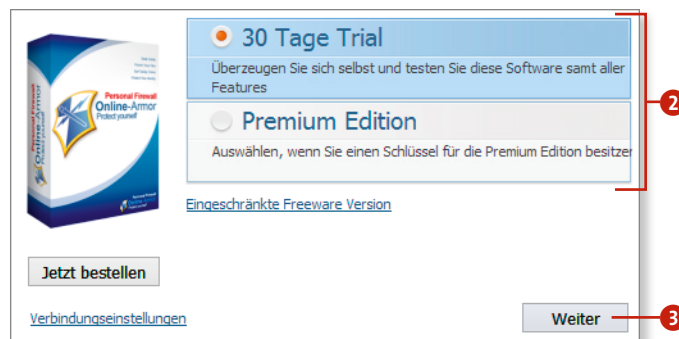 30 Tage Trial
Überzeugen Sie sich selbst und testen Sie diese Software samt aller
Features
2
Personal Firewall
Online-Armor
Protect yourself
Premium Edition
Auswählen, wenn Sie einen Schlüssel für die Premium Edition besitzen
Eingeschränkte Freeware Version
Jetzt bestellen
Verbindungseinstellungen
Weiter
3